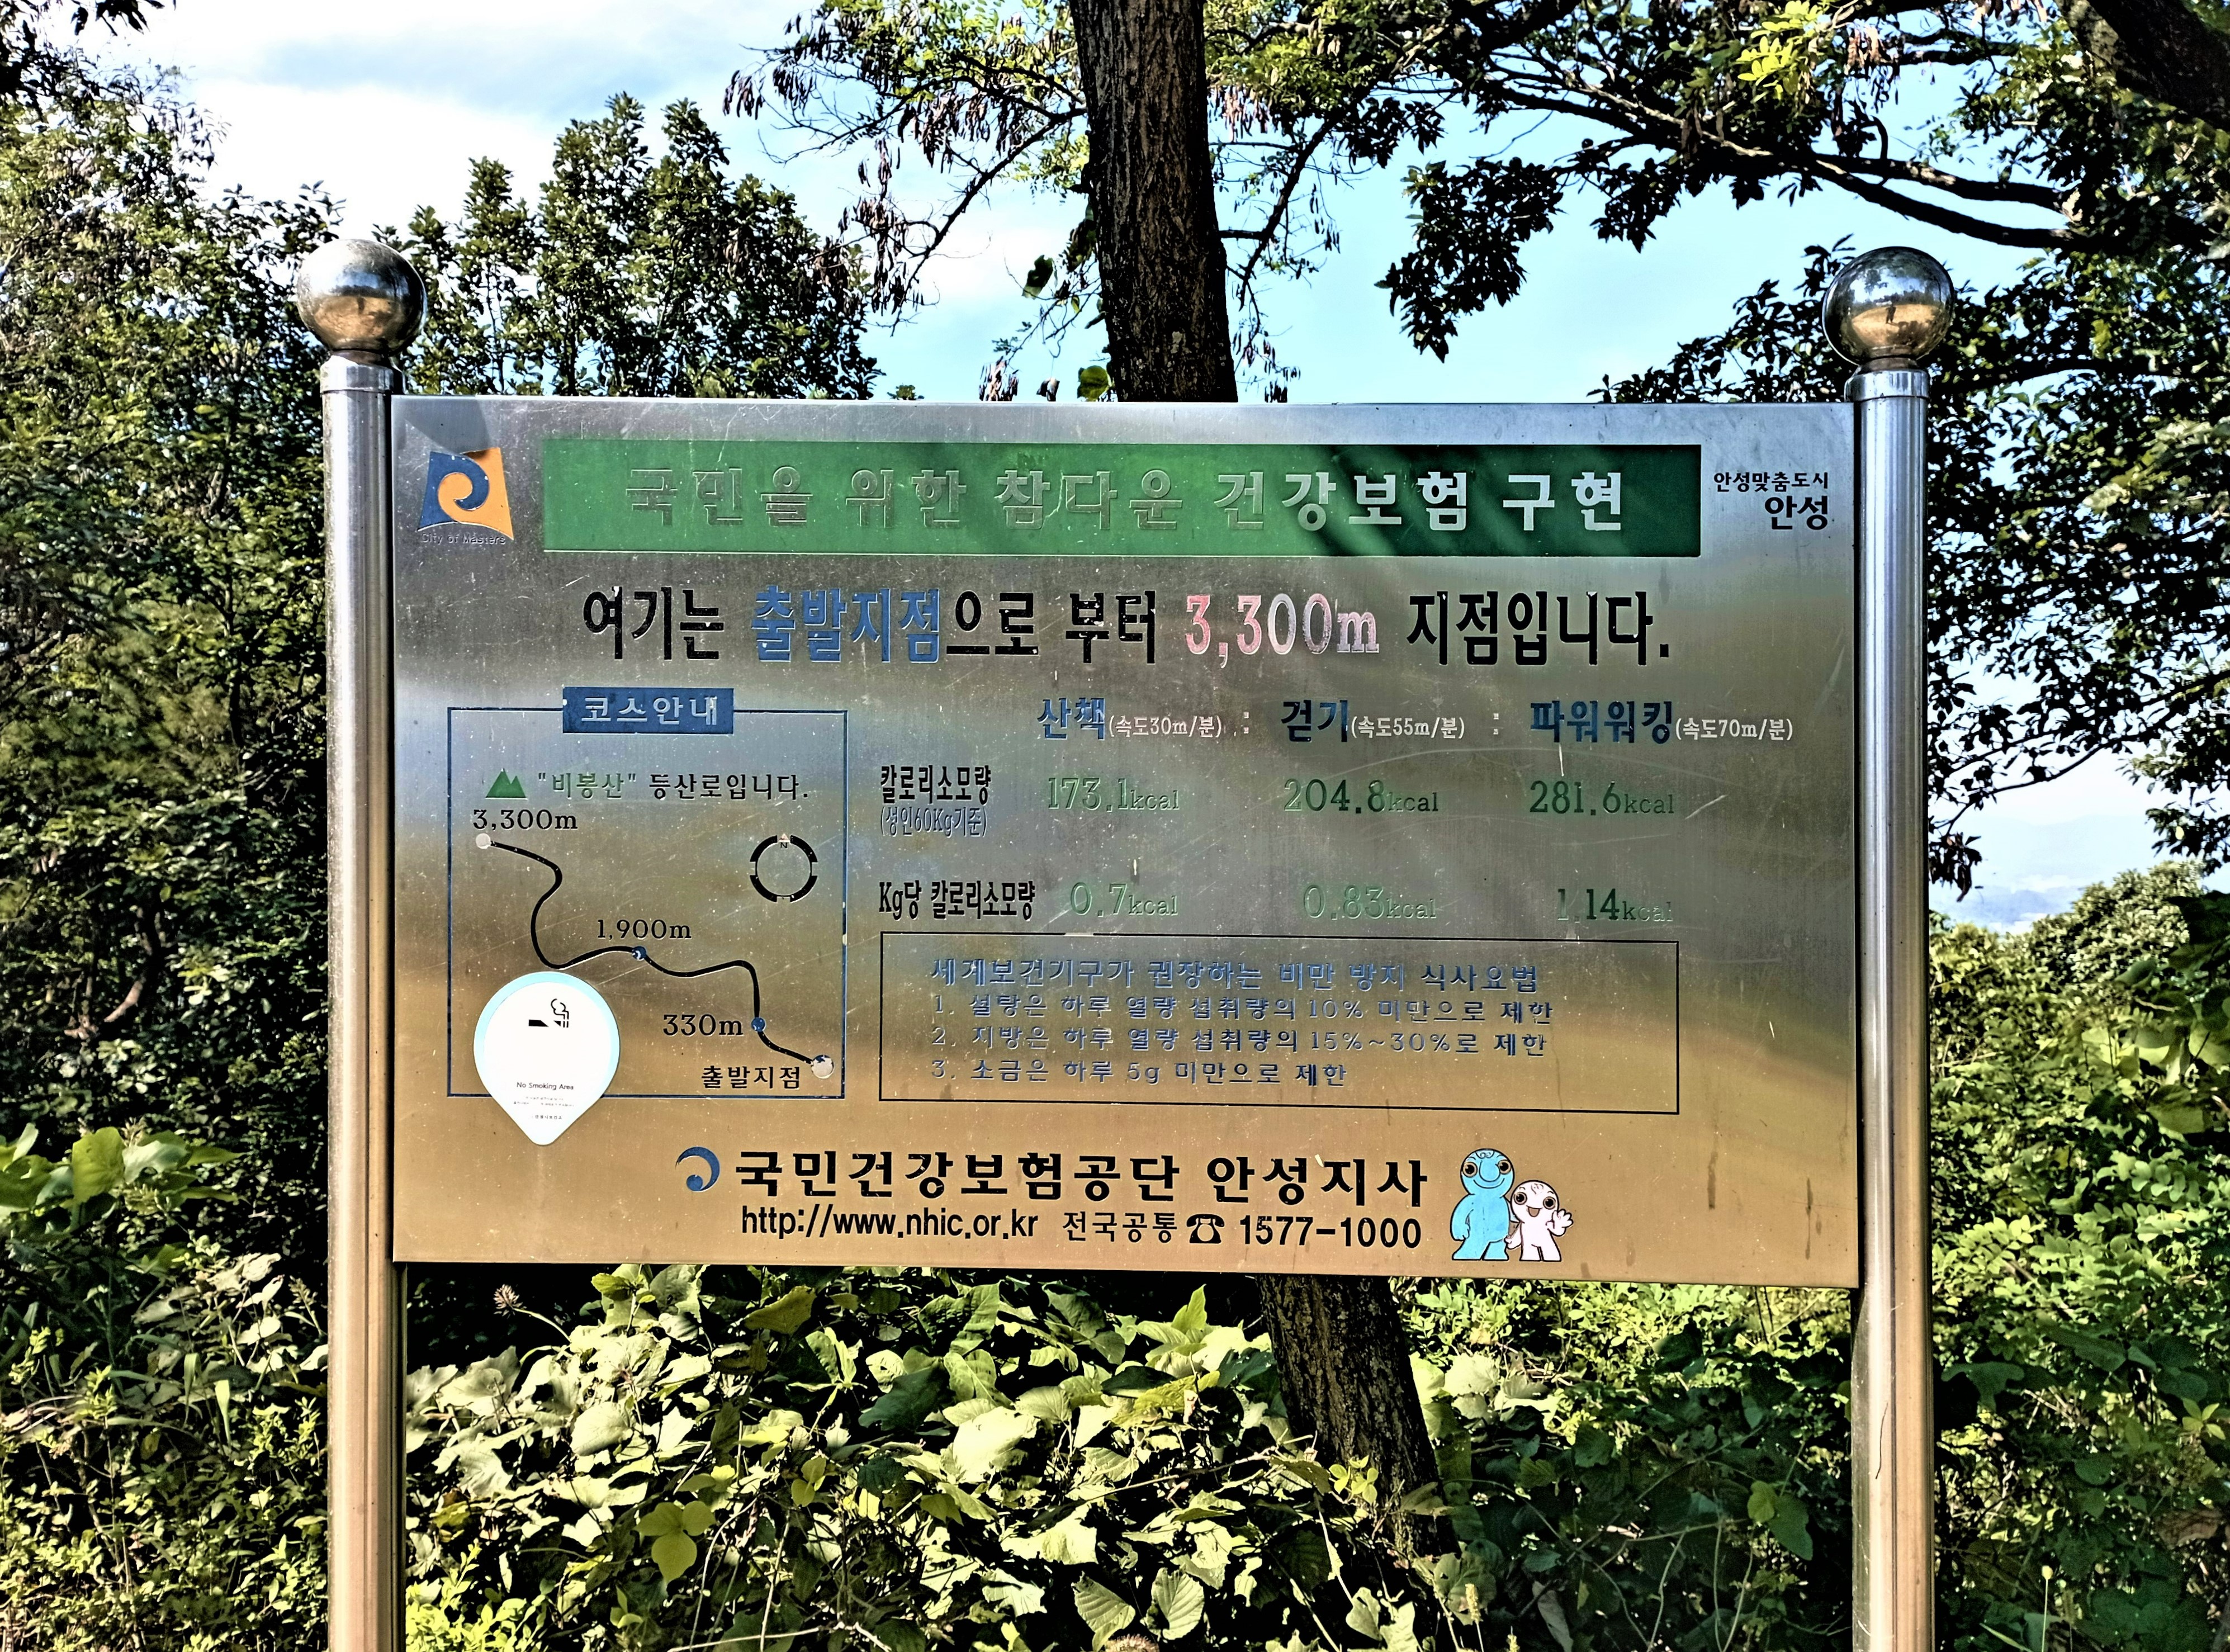 City of Masters
국민을 위한 참다운 건강보험 구현
안성맞춤도시
안성
여기는 출발지점으로 부터 3,300m 지점입니다.
코스안내
"비봉산" 등산로입니다.
3,300m
N
1,900m
330m
출발지점
No Smoking Area
산책(속도30m/분) : 걷기(속도55m/분) : 파워워킹(속도70m/분)
칼로리소모량 173.1kcal 204.8kcal 281.6kcal
(성인60Kg기준)
Kg당 칼로리소모량 0.7kcal 0.83kcal 1.14kcal
세계보건기구가 권장하는 비만 방지 식사요법
1. 설탕은 하루 열량 섭취량의 10% 미만으로 제한
2. 지방은 하루 열량 섭취량의 15%~30%로 제한
3. 소금은 하루 5g 미만으로 제한
국민건강보험공단 안성지사
http://www.nhic.or.kr 전국공통 ☎ 1577-1000